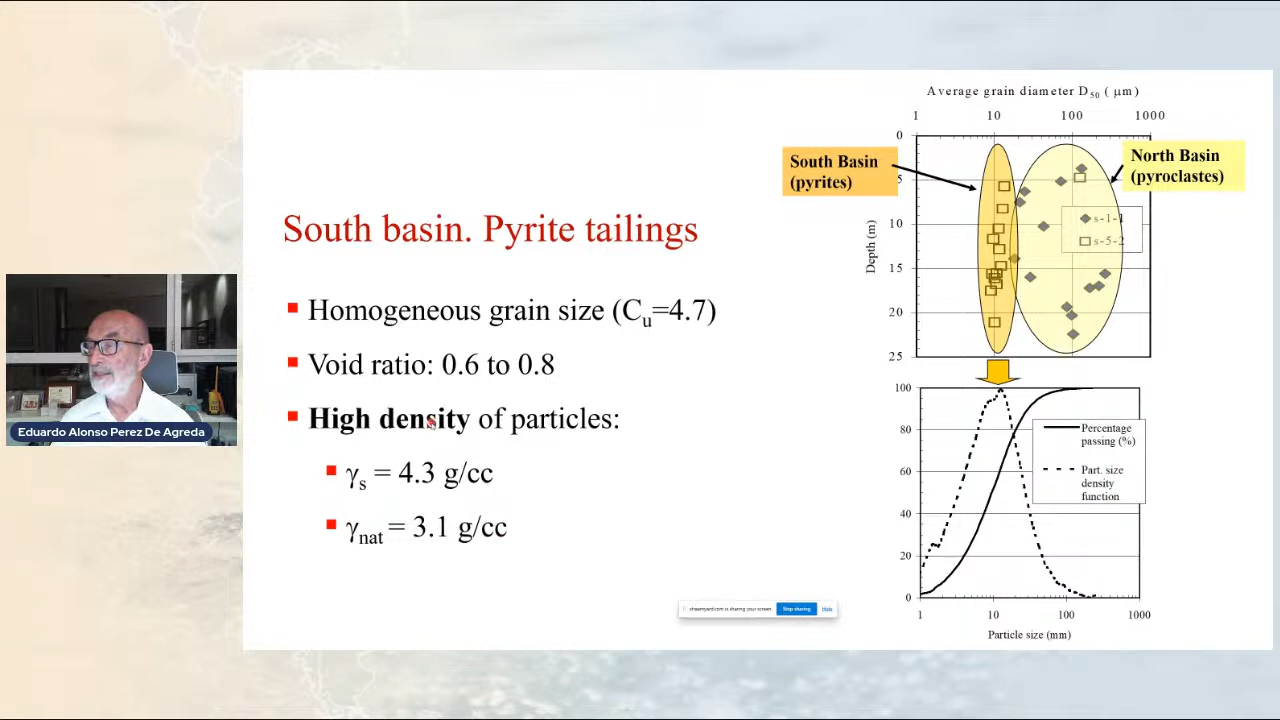 Average grain diameter D50 ( µm)
1 10 100 1000
0
5
10
15
20
25
Depth (m)
South Basin
(pyrites)
North Basin
(pyroclastes)
s-1-1
s-5-2
South basin. Pyrite tailings
Homogeneous grain size (Cu=4.7)
Void ratio: 0.6 to 0.8
High density of particles:
γs = 4.3 g/cc
γnat = 3.1 g/cc
Eduardo Alonso Perez De Agreda
100
80
60
40
20
0
Percentage
passing (%)
Part. size
density
function
1 10 100 1000
Particle size (mm)
streamyard.com is sharing your screen.
Stop sharing
Hide